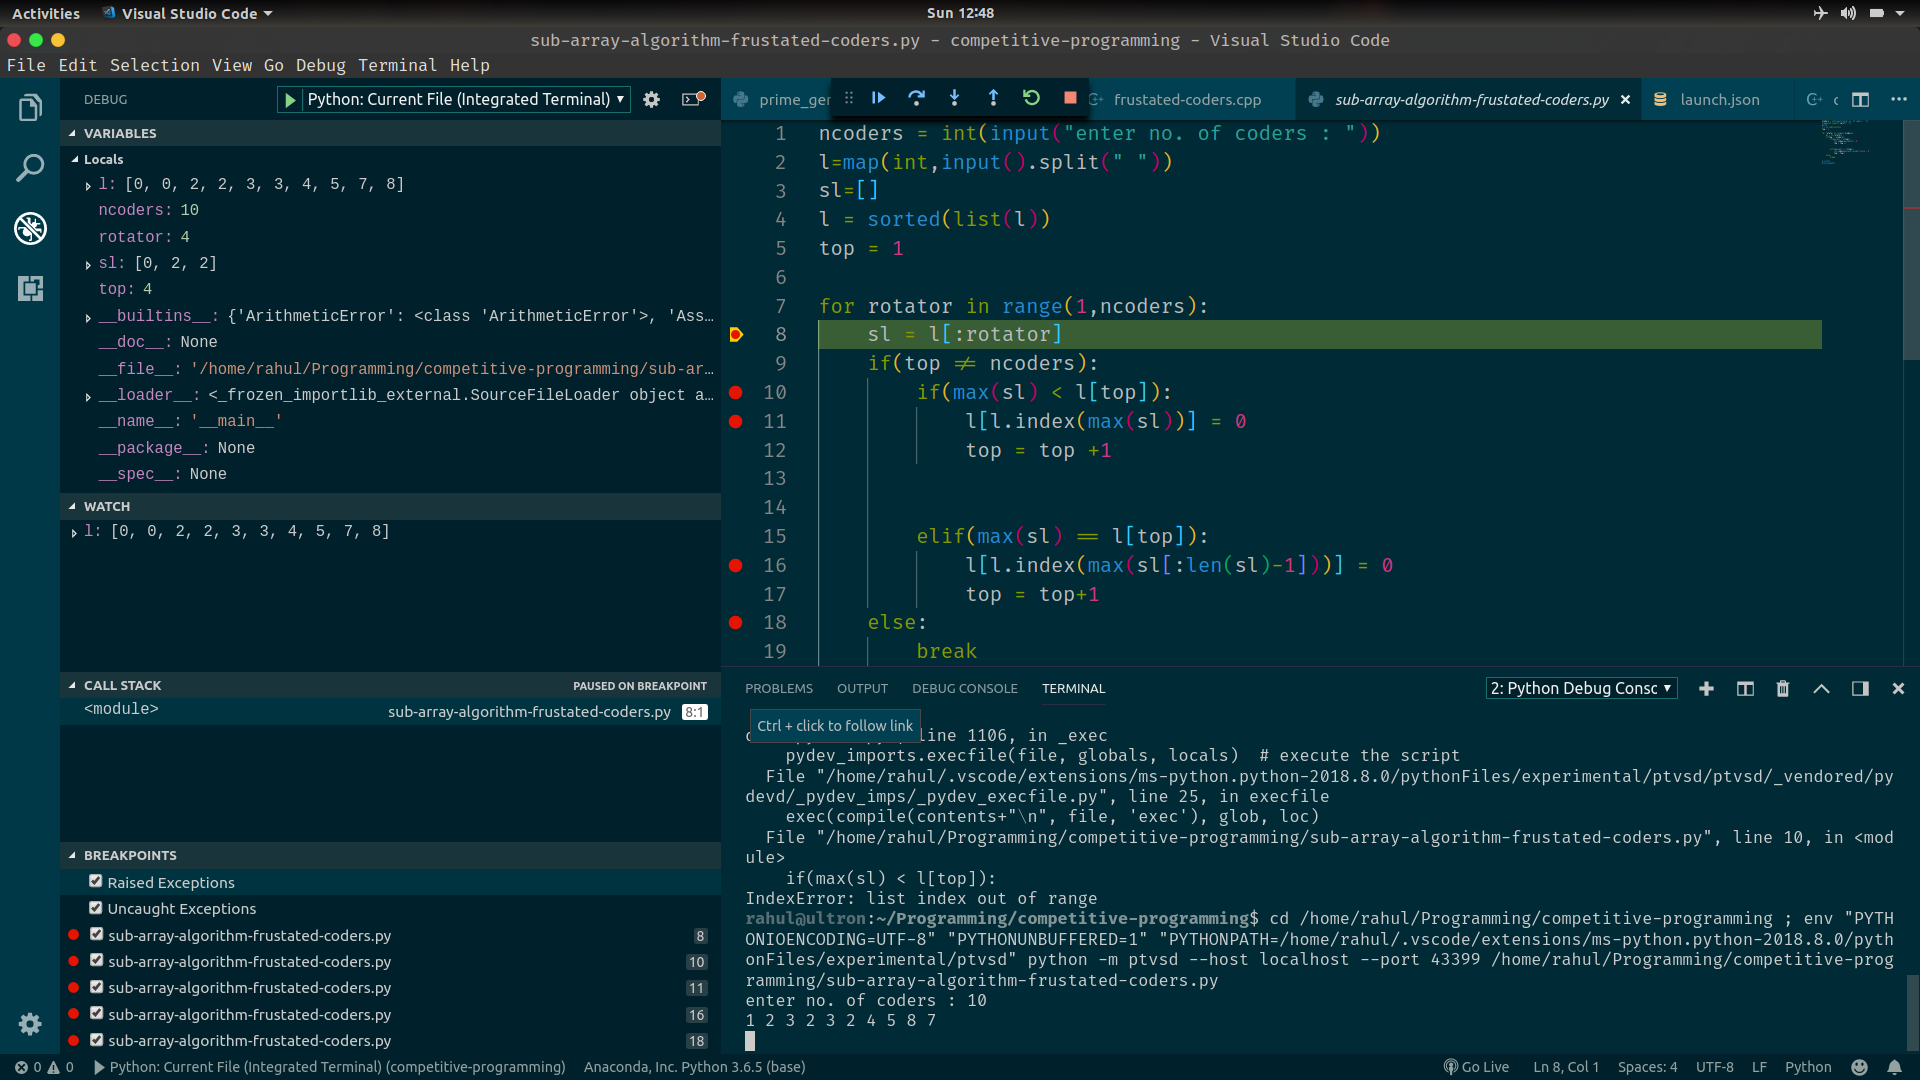 Activities Visual Studio Code Sun 12:48
sub-array-algorithm-frustated-coders.py - competitive-programming - Visual Studio Code
File Edit Selection View Go Debug Terminal Help
DEBUG Python: Current File (Integrated Terminal)
VARIABLES
Locals
l: [0, 0, 2, 2, 3, 3, 4, 5, 7, 8]
ncoders: 10
rotator: 4
sl: [0, 2, 2]
top: 4
__builtins__: {'ArithmeticError': <class 'ArithmeticError'>, 'Ass…
__doc__: None
__file__: '/home/rahul/Programming/competitive-programming/sub-ar…
__loader__: <_frozen_importlib_external.SourceFileLoader object a…
__name__: '__main__'
__package__: None
__spec__: None
WATCH
l: [0, 0, 2, 2, 3, 3, 4, 5, 7, 8]
CALL STACK PAUSED ON BREAKPOINT
<module> sub-array-algorithm-frustated-coders.py 8:1
BREAKPOINTS
Raised Exceptions
Uncaught Exceptions
sub-array-algorithm-frustated-coders.py 8
sub-array-algorithm-frustated-coders.py 10
sub-array-algorithm-frustated-coders.py 11
sub-array-algorithm-frustated-coders.py 16
sub-array-algorithm-frustated-coders.py 18
prime_ger frustated-coders.cpp sub-array-algorithm-frustated-coders.py launch.json
1 ncoders = int(input("enter no. of coders : "))
2 l=map(int,input().split(" "))
3 sl=[]
4 l = sorted(list(l))
5 top = 1
6
7 for rotator in range(1,ncoders):
8 sl = l[:rotator]
9 if(top ≠ ncoders):
10 if(max(sl) < l[top]):
11 l[l.index(max(sl))] = 0
12 top = top +1
13
14
15 elif(max(sl) == l[top]):
16 l[l.index(max(sl[:len(sl)-1]))] = 0
17 top = top+1
18 else:
19 break
PROBLEMS OUTPUT DEBUG CONSOLE TERMINAL 2: Python Debug Consc
Ctrl + click to follow link
line 1106, in _exec
pydev_imports.execfile(file, globals, locals) # execute the script
File "/home/rahul/.vscode/extensions/ms-python.python-2018.8.0/pythonFiles/experimental/ptvsd/ptvsd/_vendored/py
devd/_pydev_imps/_pydev_execfile.py", line 25, in execfile
exec(compile(contents+"\n", file, 'exec'), glob, loc)
File "/home/rahul/Programming/competitive-programming/sub-array-algorithm-frustated-coders.py", line 10, in <mod
ule>
if(max(sl) < l[top]):
IndexError: list index out of range
rahul@ultron:~/Programming/competitive-programming$ cd /home/rahul/Programming/competitive-programming ; env "PYTH
ONIOENCODING=UTF-8" "PYTHONUNBUFFERED=1" "PYTHONPATH=/home/rahul/.vscode/extensions/ms-python.python-2018.8.0/pyth
onFiles/experimental/ptvsd" python -m ptvsd --host localhost --port 43399 /home/rahul/Programming/competitive-prog
ramming/sub-array-algorithm-frustated-coders.py
enter no. of coders : 10
1 2 3 2 3 2 4 5 8 7
0 0 Python: Current File (Integrated Terminal) (competitive-programming) Anaconda, Inc. Python 3.6.5 (base) Go Live Ln 8, Col 1 Spaces: 4 UTF-8 LF Python